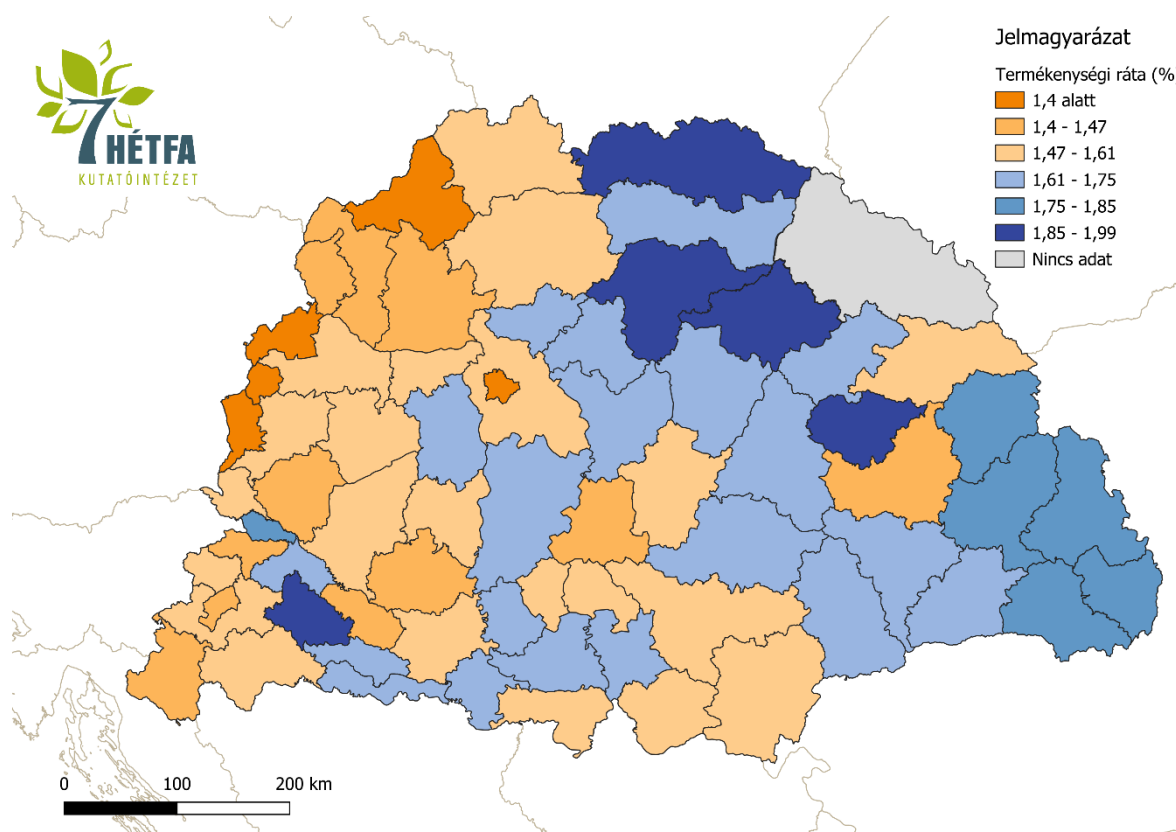 7 HÉTFA
KUTATÓINTÉZET
Jelmagyarázat
Termékenységi ráta (%
1,4 alatt
1,4 - 1,47
1,47 - 1,61
1,61 - 1,75
1,75 - 1,85
1,85 - 1,99
Nincs adat
0 100 200 km